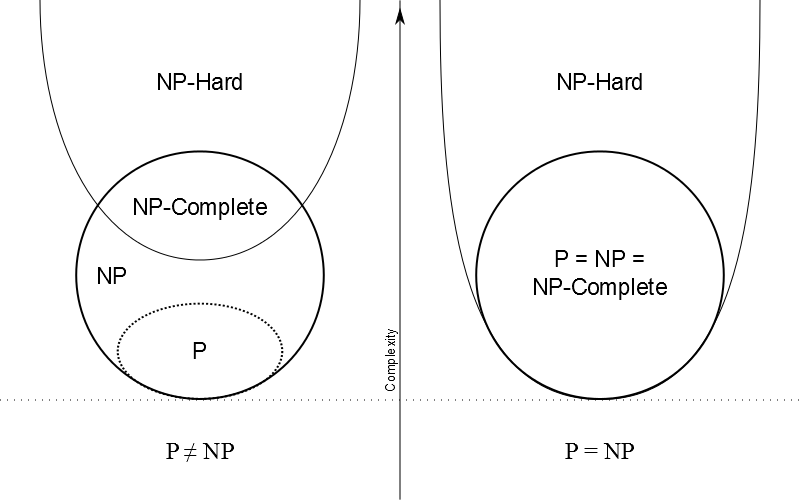 NP-Hard
NP-Complete
NP
P
P ≠ NP
Complexity
NP-Hard
P = NP =
NP-Complete
P = NP